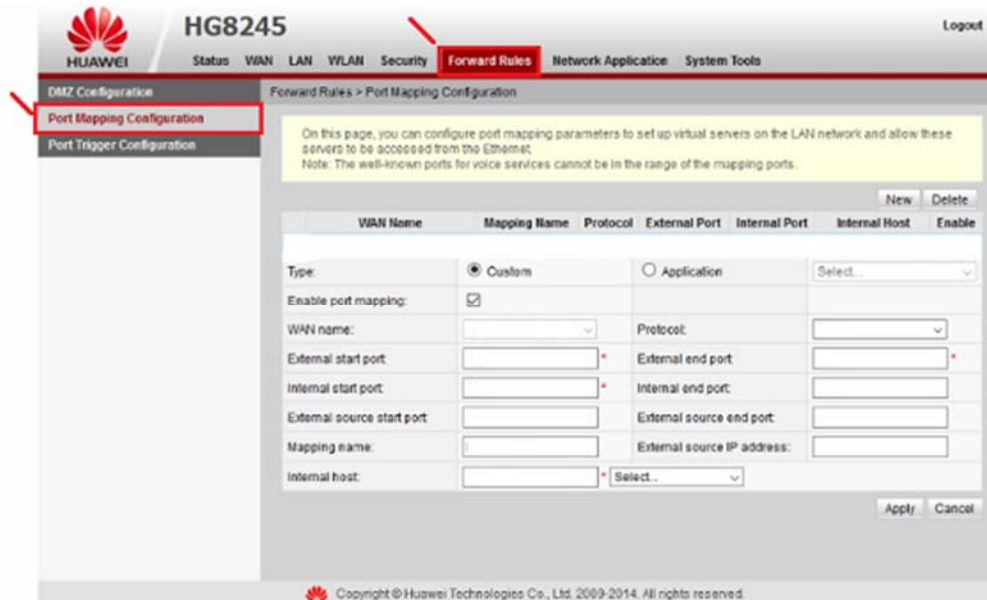 HG8245
Logout
HUAWEI
Status WAN LAN WLAN Security Forward Rules Network Application System Tools
DMZ Configuration
Port Mapping Configuration
Port Trigger Configuration
Forward Rules > Port Mapping Configuration
On this page, you can configure port mapping parameters to set up virtual servers on the LAN network and allow these
servers to be accessed from the Ethernet.
Note: The well-known ports for voice services cannot be in the range of the mapping ports.
New Delete
WAN Name Mapping Name Protocol External Port Internal Port Internal Host Enable
Type: Custom Application Select...
Enable port mapping:
WAN name: Protocol:
External start port: * External end port: *
Internal start port: * Internal end port:
External source start port: External source end port:
Mapping name: External source IP address:
Internal host: * Select...
Apply Cancel
Copyright © Huawei Technologies Co., Ltd. 2009-2014. All rights reserved.